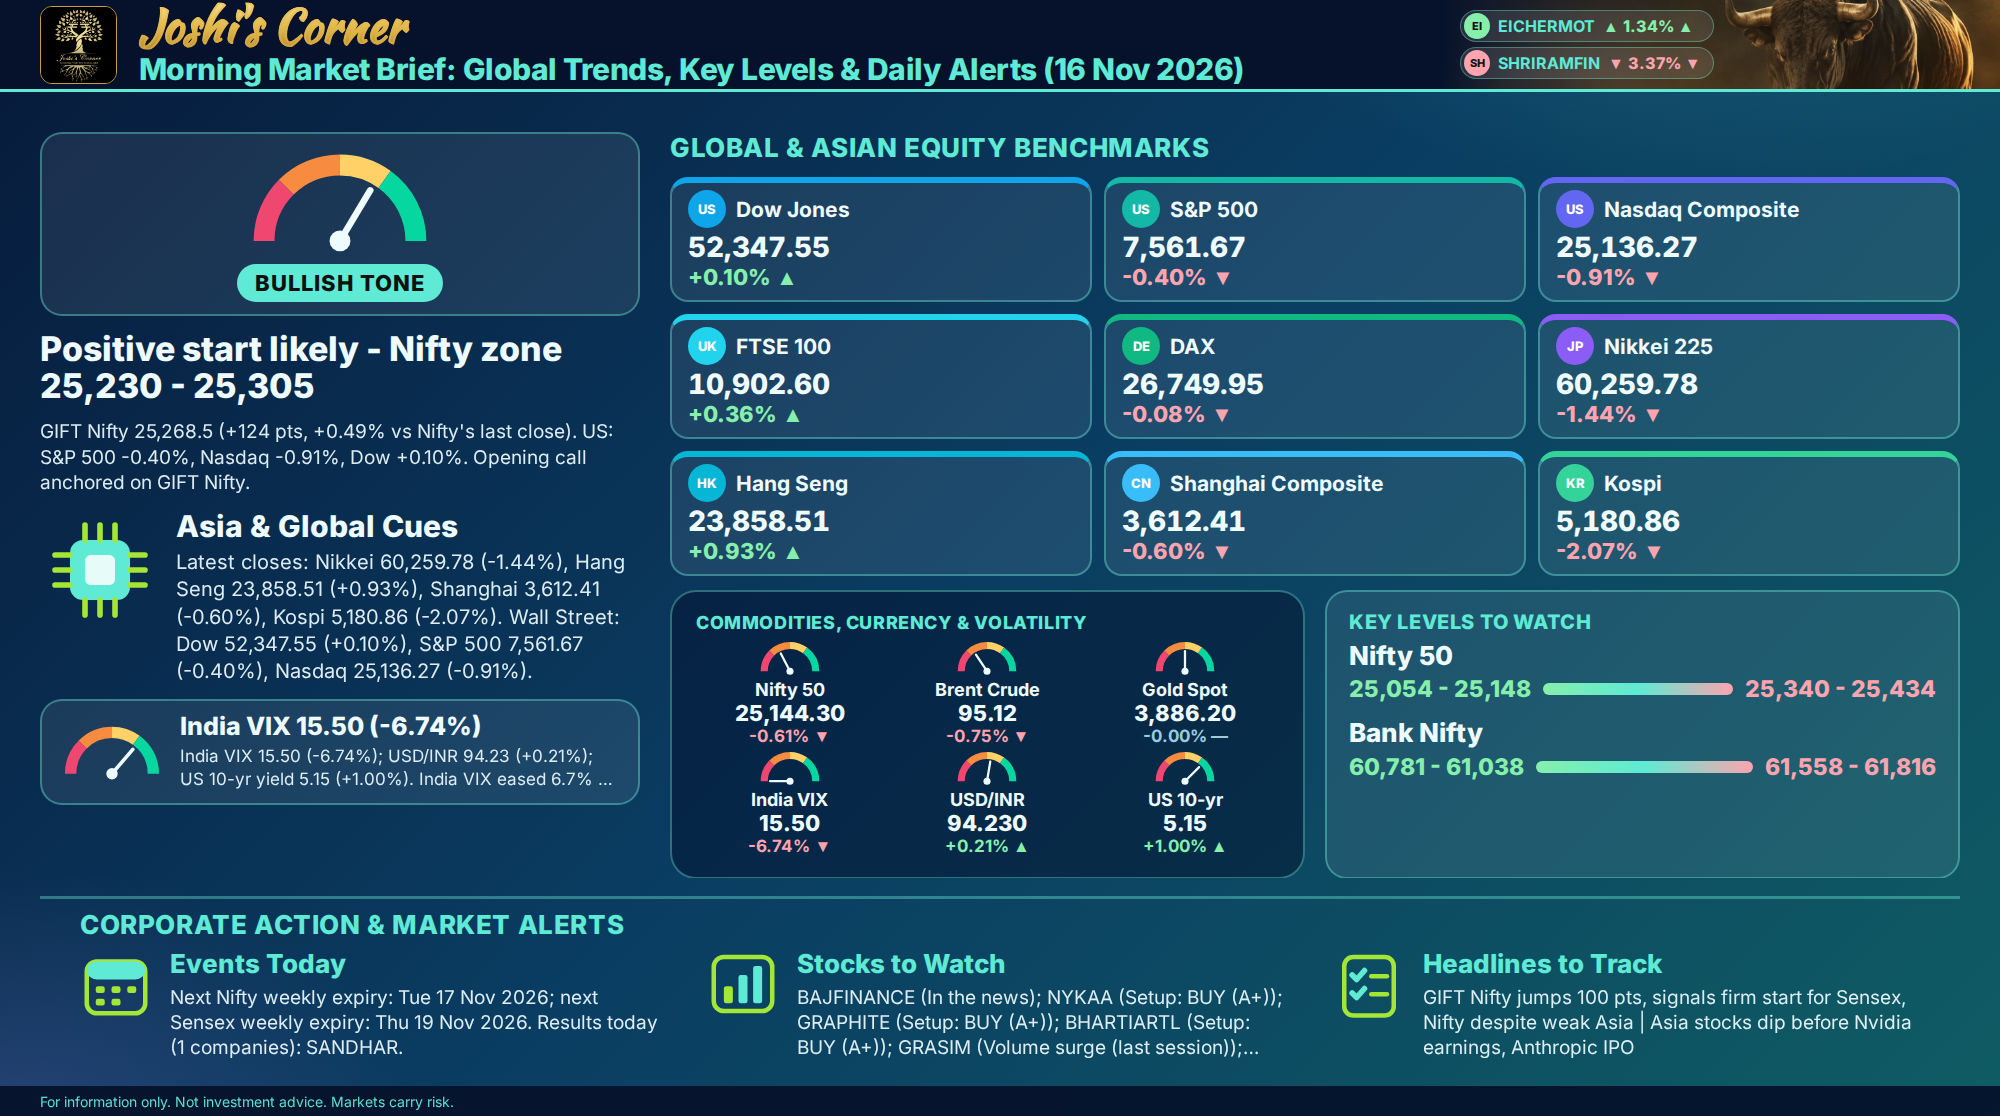 Joshi's Corner
Joshi's Corner
Morning Market Brief: Global Trends, Key Levels & Daily Alerts (16 Nov 2026)
EI EICHERMOT ▲ 1.34% ▲
SH SHRIRAMFIN ▼ 3.37% ▼
BULLISH TONE
Positive start likely - Nifty zone
25,230 - 25,305
GIFT Nifty 25,268.5 (+124 pts, +0.49% vs Nifty's last close). US:
S&P 500 -0.40%, Nasdaq -0.91%, Dow +0.10%. Opening call
anchored on GIFT Nifty.
Asia & Global Cues
Latest closes: Nikkei 60,259.78 (-1.44%), Hang
Seng 23,858.51 (+0.93%), Shanghai 3,612.41
(-0.60%), Kospi 5,180.86 (-2.07%). Wall Street:
Dow 52,347.55 (+0.10%), S&P 500 7,561.67
(-0.40%), Nasdaq 25,136.27 (-0.91%).
India VIX 15.50 (-6.74%)
India VIX 15.50 (-6.74%); USD/INR 94.23 (+0.21%);
US 10-yr yield 5.15 (+1.00%). India VIX eased 6.7% ...
GLOBAL & ASIAN EQUITY BENCHMARKS
US Dow Jones
52,347.55
+0.10% ▲
US S&P 500
7,561.67
-0.40% ▼
US Nasdaq Composite
25,136.27
-0.91% ▼
UK FTSE 100
10,902.60
+0.36% ▲
DE DAX
26,749.95
-0.08% ▼
JP Nikkei 225
60,259.78
-1.44% ▼
HK Hang Seng
23,858.51
+0.93% ▲
CN Shanghai Composite
3,612.41
-0.60% ▼
KR Kospi
5,180.86
-2.07% ▼
COMMODITIES, CURRENCY & VOLATILITY
Nifty 50
25,144.30
-0.61% ▼
Brent Crude
95.12
-0.75% ▼
Gold Spot
3,886.20
-0.00% —
India VIX
15.50
-6.74% ▼
USD/INR
94.230
+0.21% ▲
US 10-yr
5.15
+1.00% ▲
KEY LEVELS TO WATCH
Nifty 50
25,054 - 25,148 25,340 - 25,434
Bank Nifty
60,781 - 61,038 61,558 - 61,816
CORPORATE ACTION & MARKET ALERTS
Events Today
Next Nifty weekly expiry: Tue 17 Nov 2026; next
Sensex weekly expiry: Thu 19 Nov 2026. Results today
(1 companies): SANDHAR.
Stocks to Watch
BAJFINANCE (In the news); NYKAA (Setup: BUY (A+));
GRAPHITE (Setup: BUY (A+)); BHARTIARTL (Setup:
BUY (A+)); GRASIM (Volume surge (last session));...
Headlines to Track
GIFT Nifty jumps 100 pts, signals firm start for Sensex,
Nifty despite weak Asia | Asia stocks dip before Nvidia
earnings, Anthropic IPO
For information only. Not investment advice. Markets carry risk.